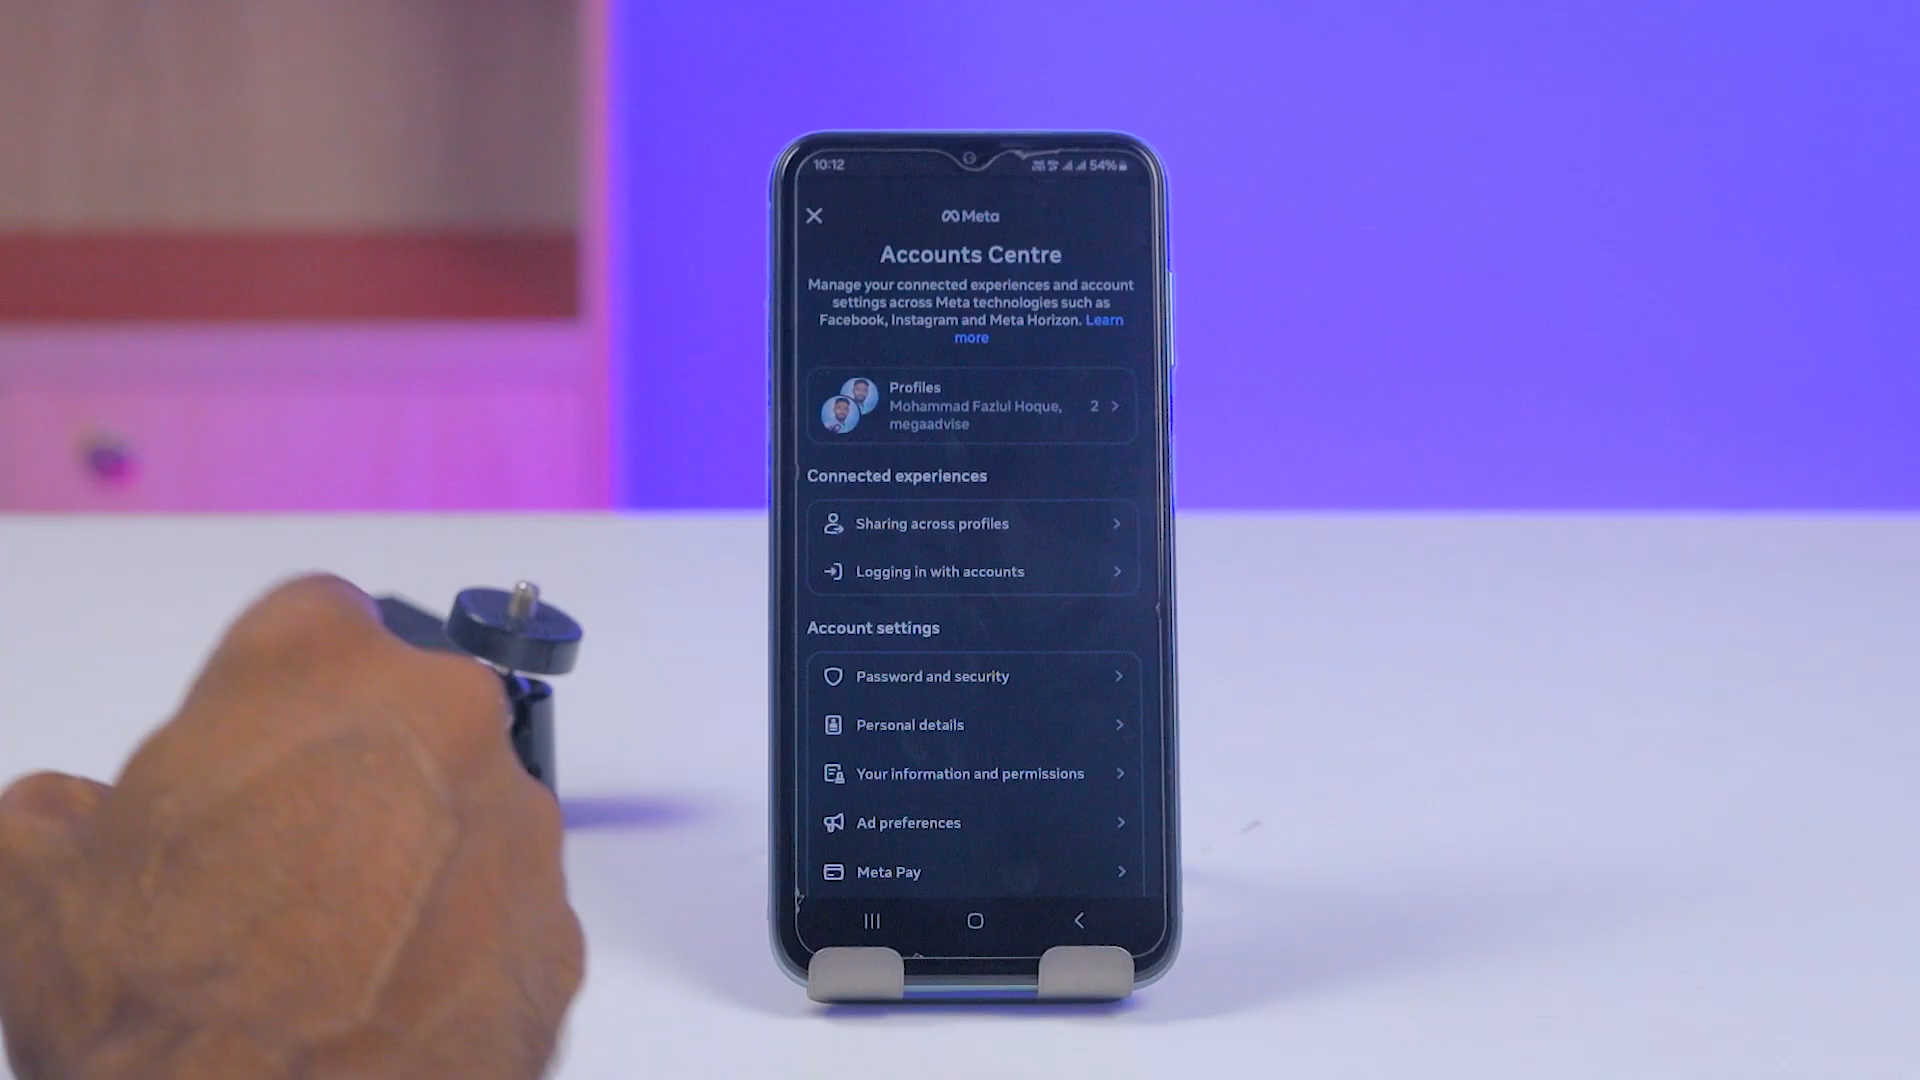 10:12
54%
Meta
Accounts Centre
Manage your connected experiences and account
settings across Meta technologies such as
Facebook, Instagram and Meta Horizon. Learn
more
Profiles
Mohammad Fazlul Hoque,
megaadvise
2
Connected experiences
Sharing across profiles
Logging in with accounts
Account settings
Password and security
Personal details
Your information and permissions
Ad preferences
Meta Pay